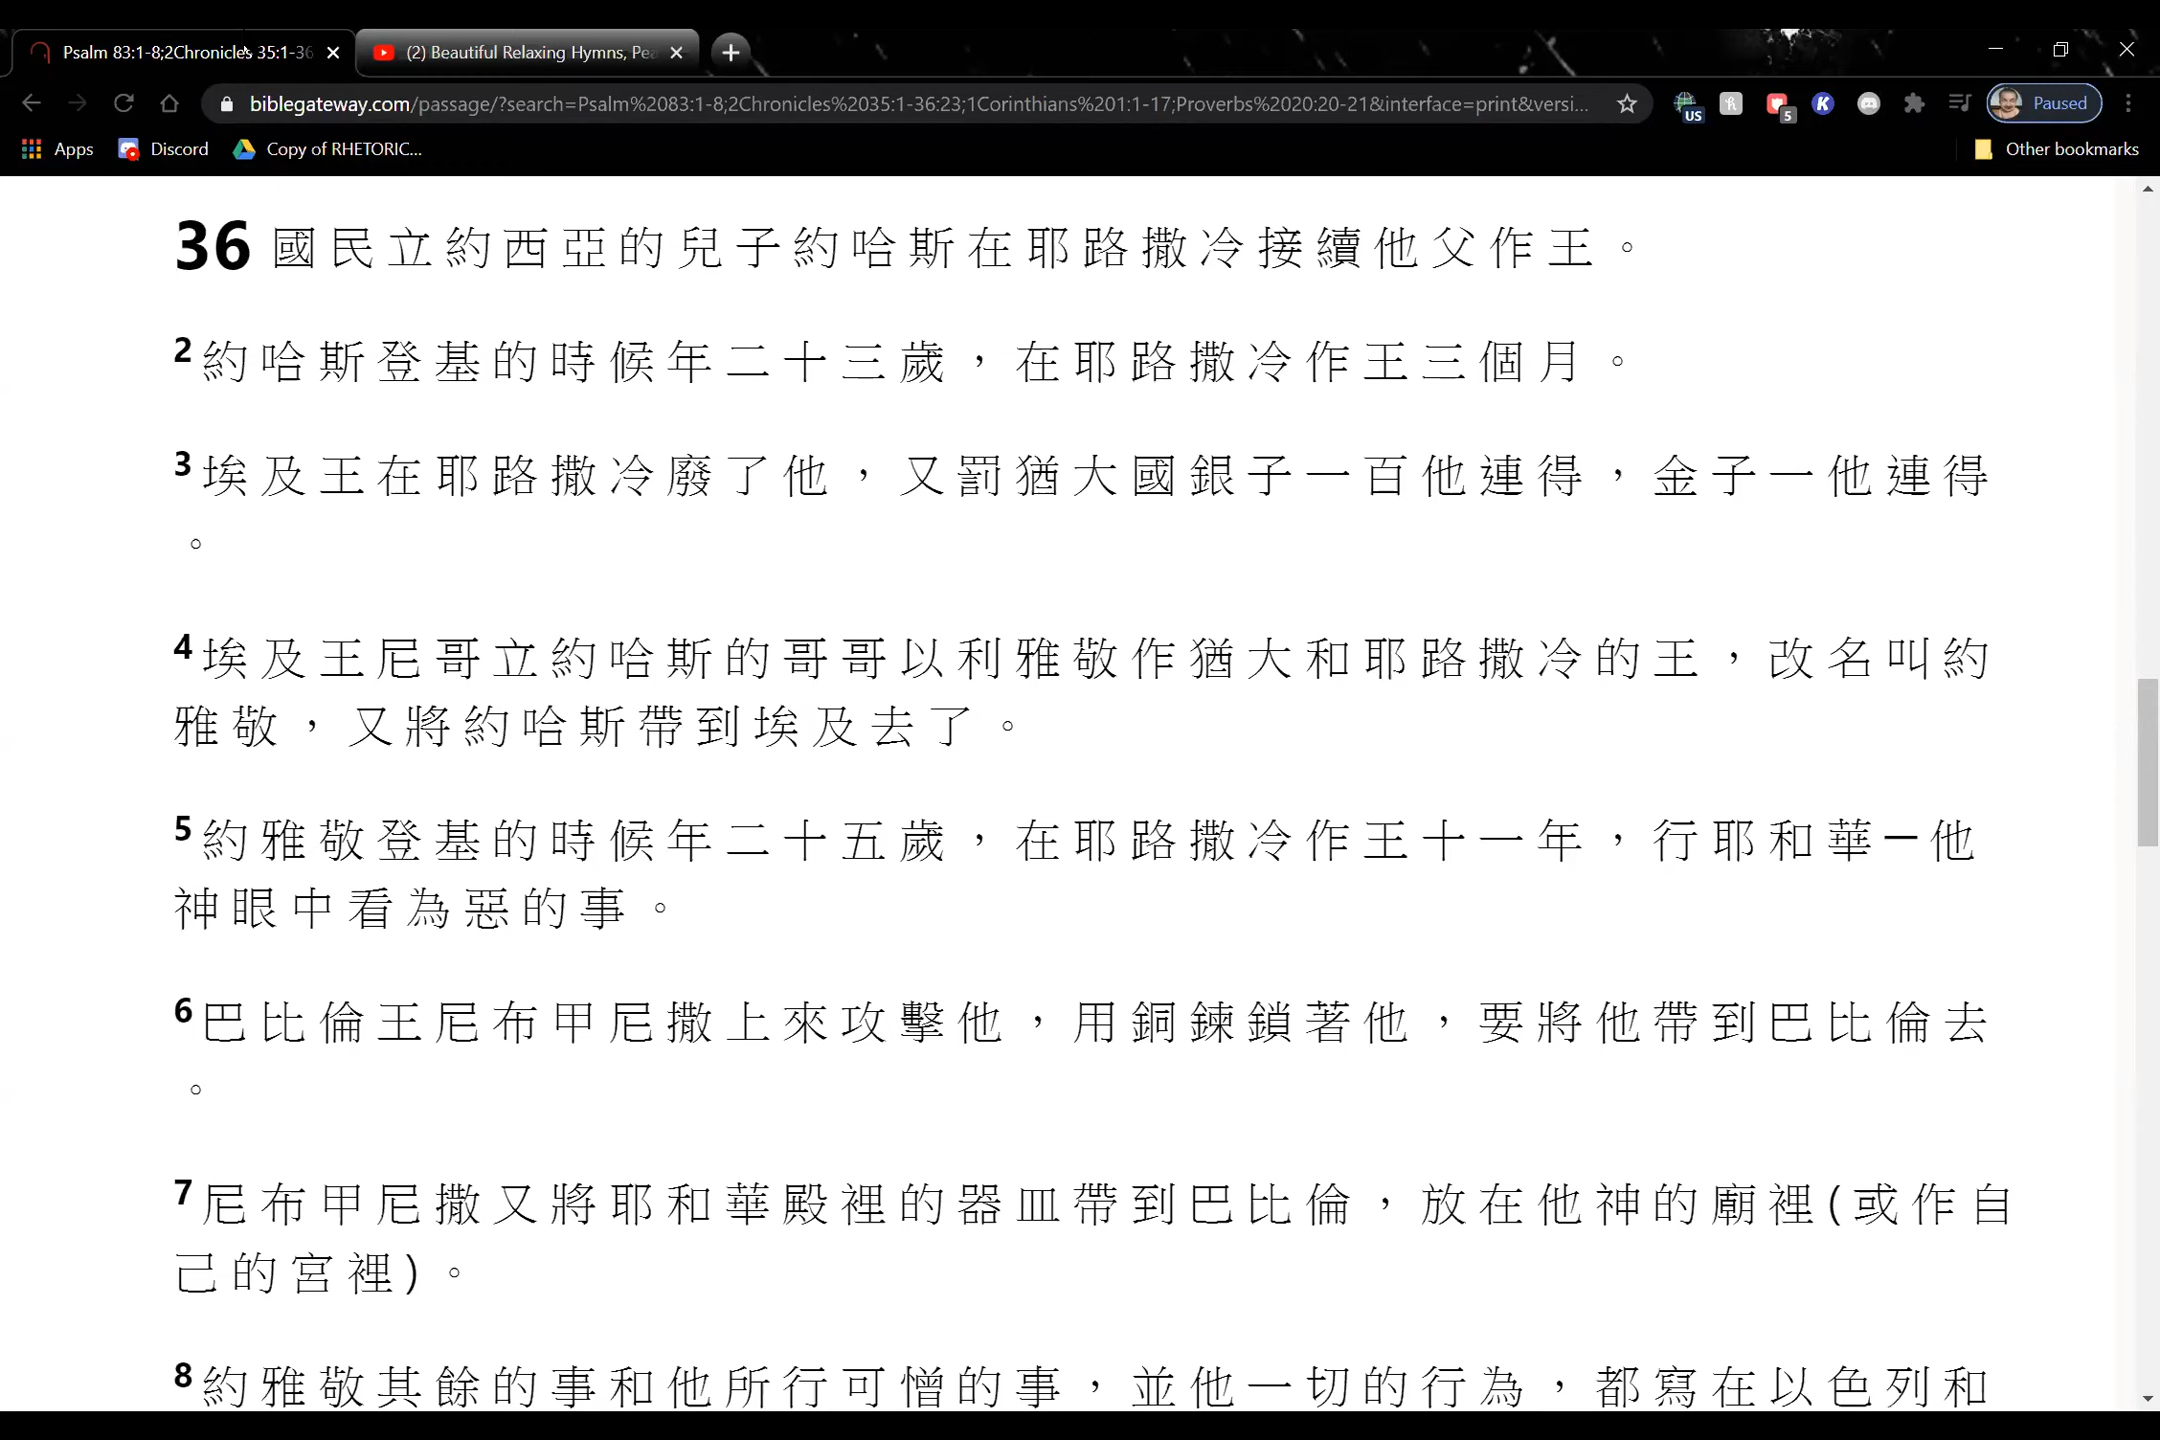 Psalm 83:1-8;2Chronicles 35:1-36
(2) Beautiful Relaxing Hymns, Pea
biblegateway.com/passage/?search=Psalm%2083:1-8;2Chronicles%2035:1-36:23;1Corinthians%201:1-17;Proverbs%2020:20-21&interface=print&versi...
US
5
Paused
Apps
Discord
Copy of RHETORIC...
Other bookmarks
36 國民立約西亞的兒子約哈斯在耶路撒冷接續他父作王。
2 約哈斯登基的時候年二十三歲，在耶路撒冷作王三個月。
3 埃及王在耶路撒冷廢了他，又罰猶大國銀子一百他連得，金子一他連得
。
4 埃及王尼哥立約哈斯的哥哥以利雅敬作猶大和耶路撒冷的王，改名叫約
雅敬，又將約哈斯帶到埃及去了。
5 約雅敬登基的時候年二十五歲，在耶路撒冷作王十一年，行耶和華─他
神眼中看為惡的事。
6 巴比倫王尼布甲尼撒上來攻擊他，用銅鍊鎖著他，要將他帶到巴比倫去
。
7 尼布甲尼撒又將耶和華殿裡的器皿帶到巴比倫，放在他神的廟裡(或作自
己的宮裡)。
8 約雅敬其餘的事和他所行可憎的事，並他一切的行為，都寫在以色列和